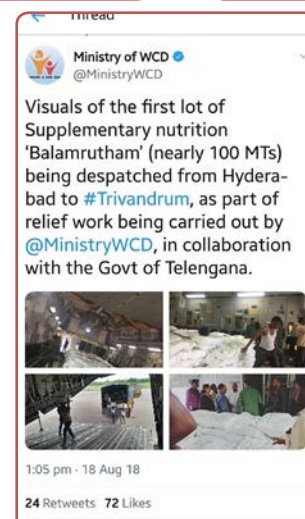 Thread
Ministry of WCD
@MinistryWCD
Visuals of the first lot of
Supplementary nutrition
'Balamrutham' (nearly 100 MTs)
being despatched from Hydera-
bad to #Trivandrum, as part of
relief work being carried out by
@MinistryWCD, in collaboration
with the Govt of Telengana.
1:05 pm · 18 Aug 18
24 Retweets 72 Likes